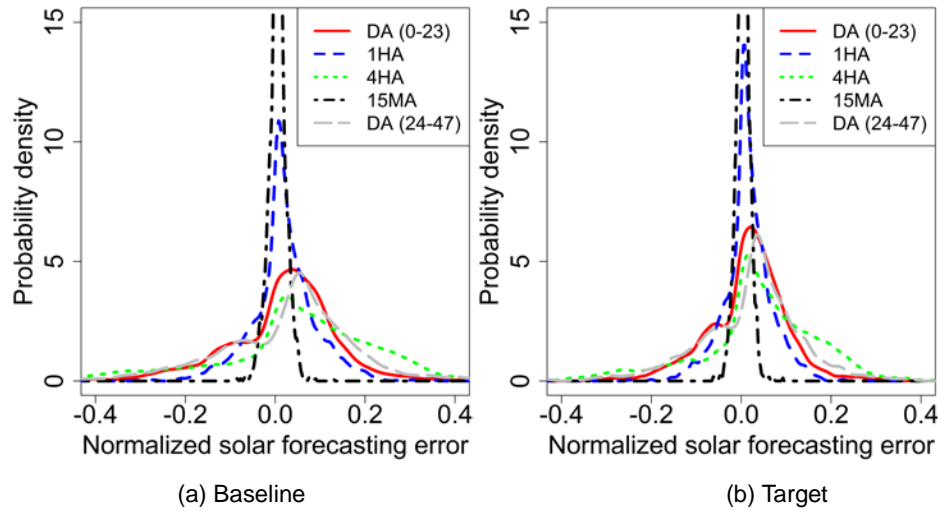 15
10
5
0
Probability density
DA (0-23)
1HA
4HA
15MA
DA (24-47)
-0.4 -0.2 0.0 0.2 0.4
Normalized solar forecasting error
(a) Baseline
15
10
5
0
Probability density
DA (0-23)
1HA
4HA
15MA
DA (24-47)
-0.4 -0.2 0.0 0.2 0.4
Normalized solar forecasting error
(b) Target